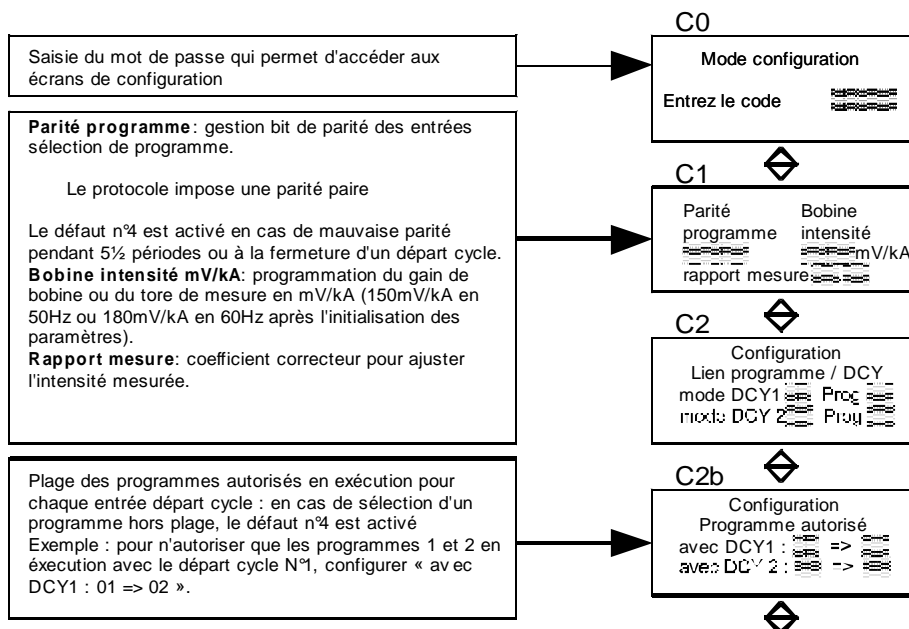 C0
Saisie du mot de passe qui permet d'accéder aux
écrans de configuration
Mode configuration
Entrez le code
Parité programme: gestion bit de parité des entrées
sélection de programme.
Le protocole impose une parité paire
Le défaut n°4 est activé en cas de mauvaise parité
pendant 5½ périodes ou à la fermeture d'un départ cycle.
Bobine intensité mV/kA: programmation du gain de
bobine ou du tore de mesure en mV/kA (150mV/kA en
50Hz ou 180mV/kA en 60Hz après l'initialisation des
paramètres).
Rapport mesure: coefficient correcteur pour ajuster
l'intensité mesurée.
C1
Parité Bobine
programme intensité
mV/kA
rapport mesure:
C2
Configuration
Lien programme / DCY
mode DCY1 Prog
mode DCY 2 Prog
Plage des programmes autorisés en exécution pour
chaque entrée départ cycle : en cas de sélection d'un
programme hors plage, le défaut n°4 est activé
Exemple : pour n'autoriser que les programmes 1 et 2 en
éxecution avec le départ cycle N°1, configurer « avec
DCY1 : 01 => 02 ».
C2b
Configuration
Programme autorisé
avec DCY1 : =>
avec DCY 2 : =>